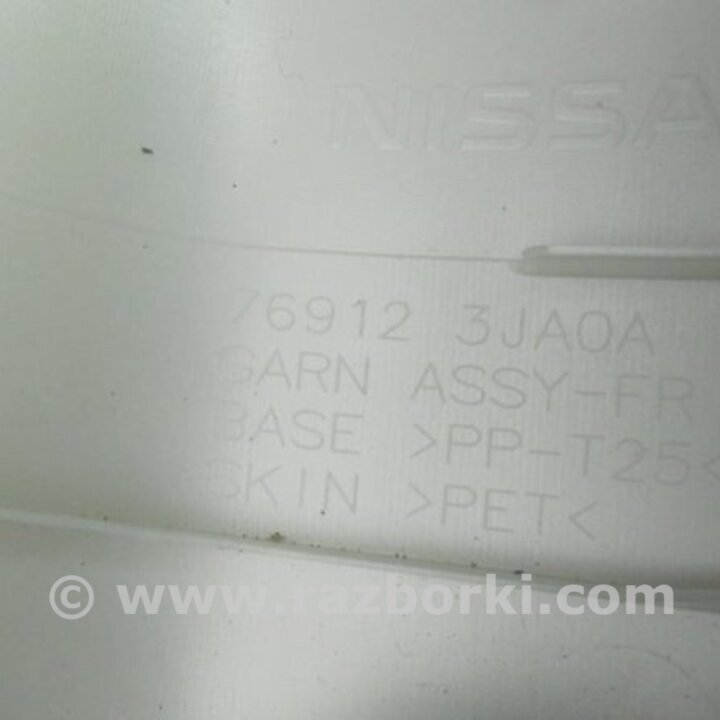 NISSA
76912 3JA0A
GARN ASSY-FR
BASE >PP-T25<
SKIN >PET<
© www.razborki.com